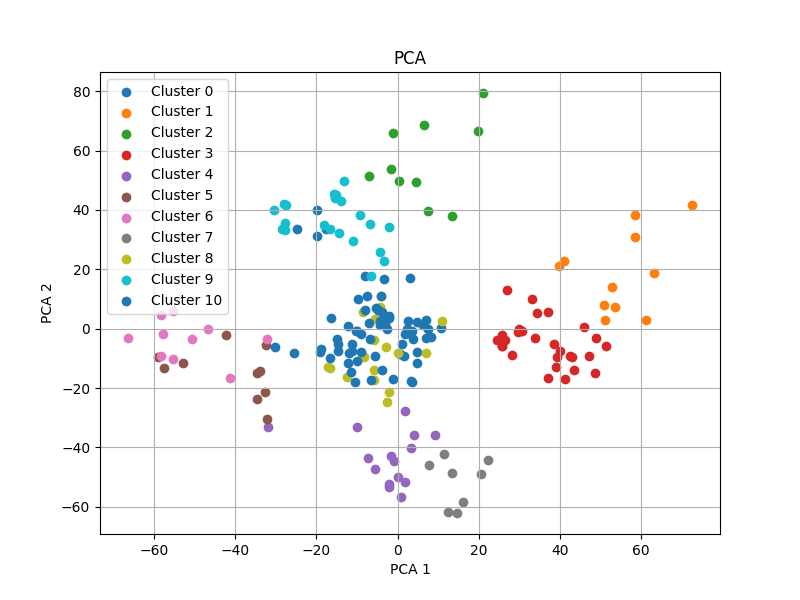 PCA
80
60
40
20
0
−20
−40
−60
PCA 2
Cluster 0
Cluster 1
Cluster 2
Cluster 3
Cluster 4
Cluster 5
Cluster 6
Cluster 7
Cluster 8
Cluster 9
Cluster 10
−60 −40 −20 0 20 40 60
PCA 1